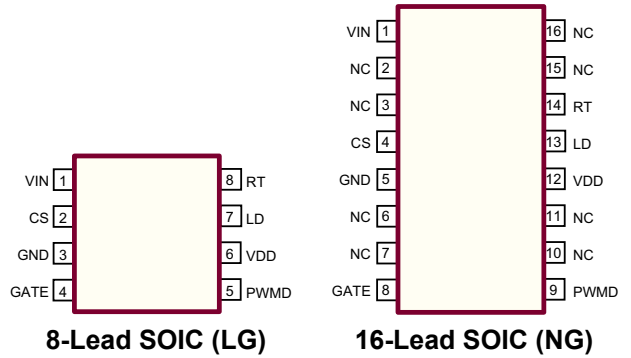 VIN 1
CS 2
GND 3
GATE 4
8 RT
7 LD
6 VDD
5 PWMD
8-Lead SOIC (LG)
VIN 1
NC 2
NC 3
CS 4
GND 5
NC 6
NC 7
GATE 8
16 NC
15 NC
14 RT
13 LD
12 VDD
11 NC
10 NC
9 PWMD
16-Lead SOIC (NG)